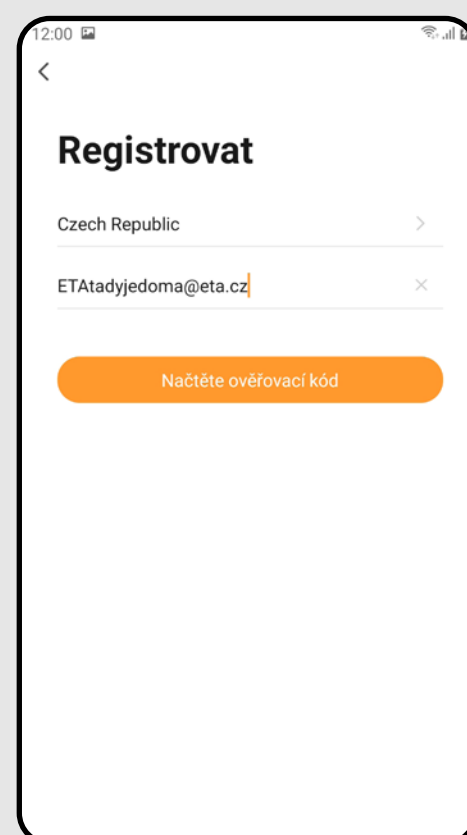 12:00
Registrovat
Czech Republic
ETAtadyjedoma@eta.cz
Načtěte ověřovací kód